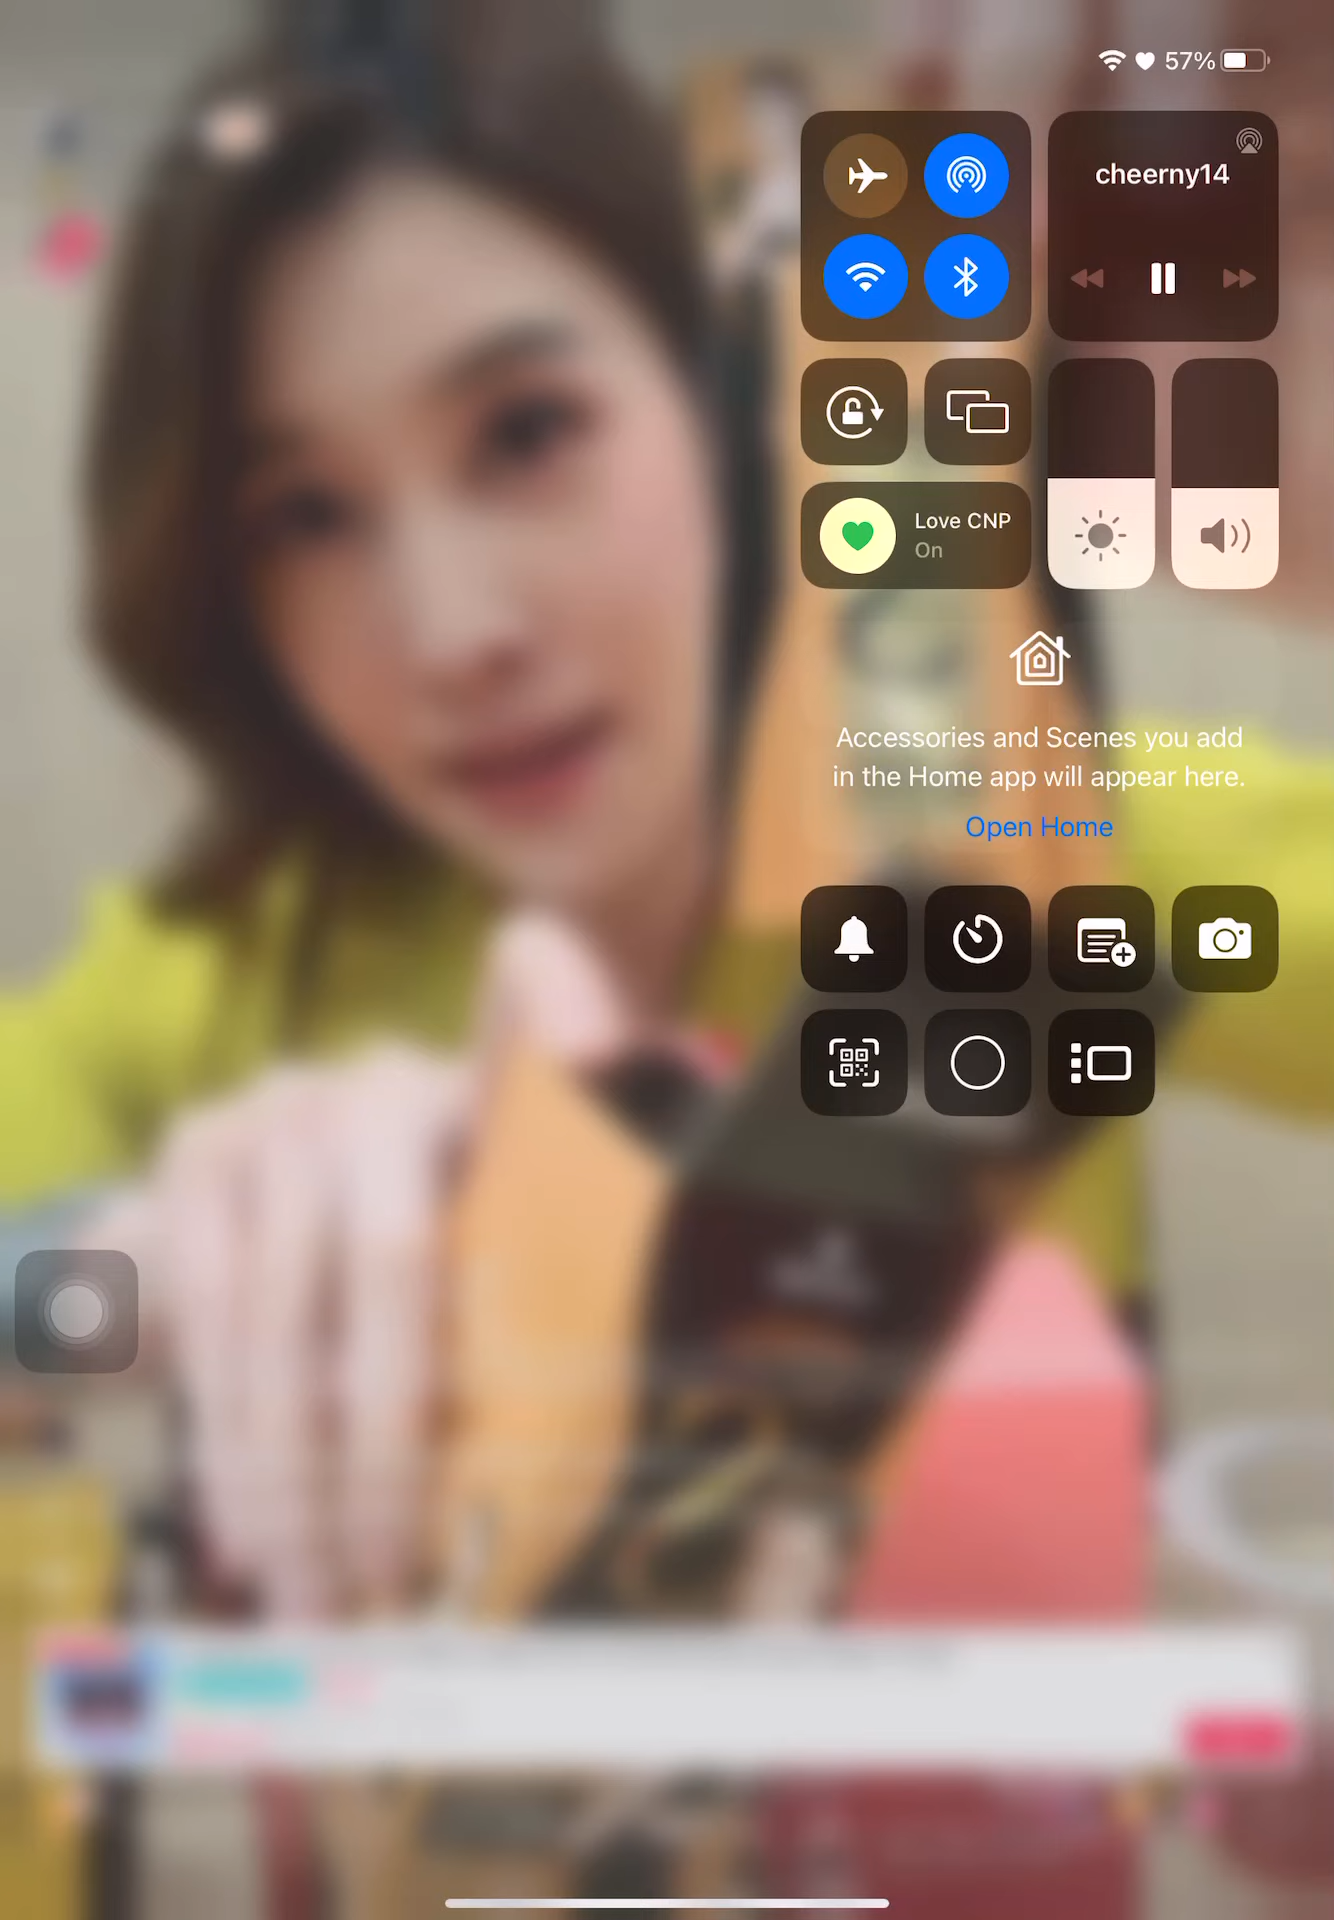 57%
cheerny14
Love CNP
On
Accessories and Scenes you add
in the Home app will appear here.
Open Home